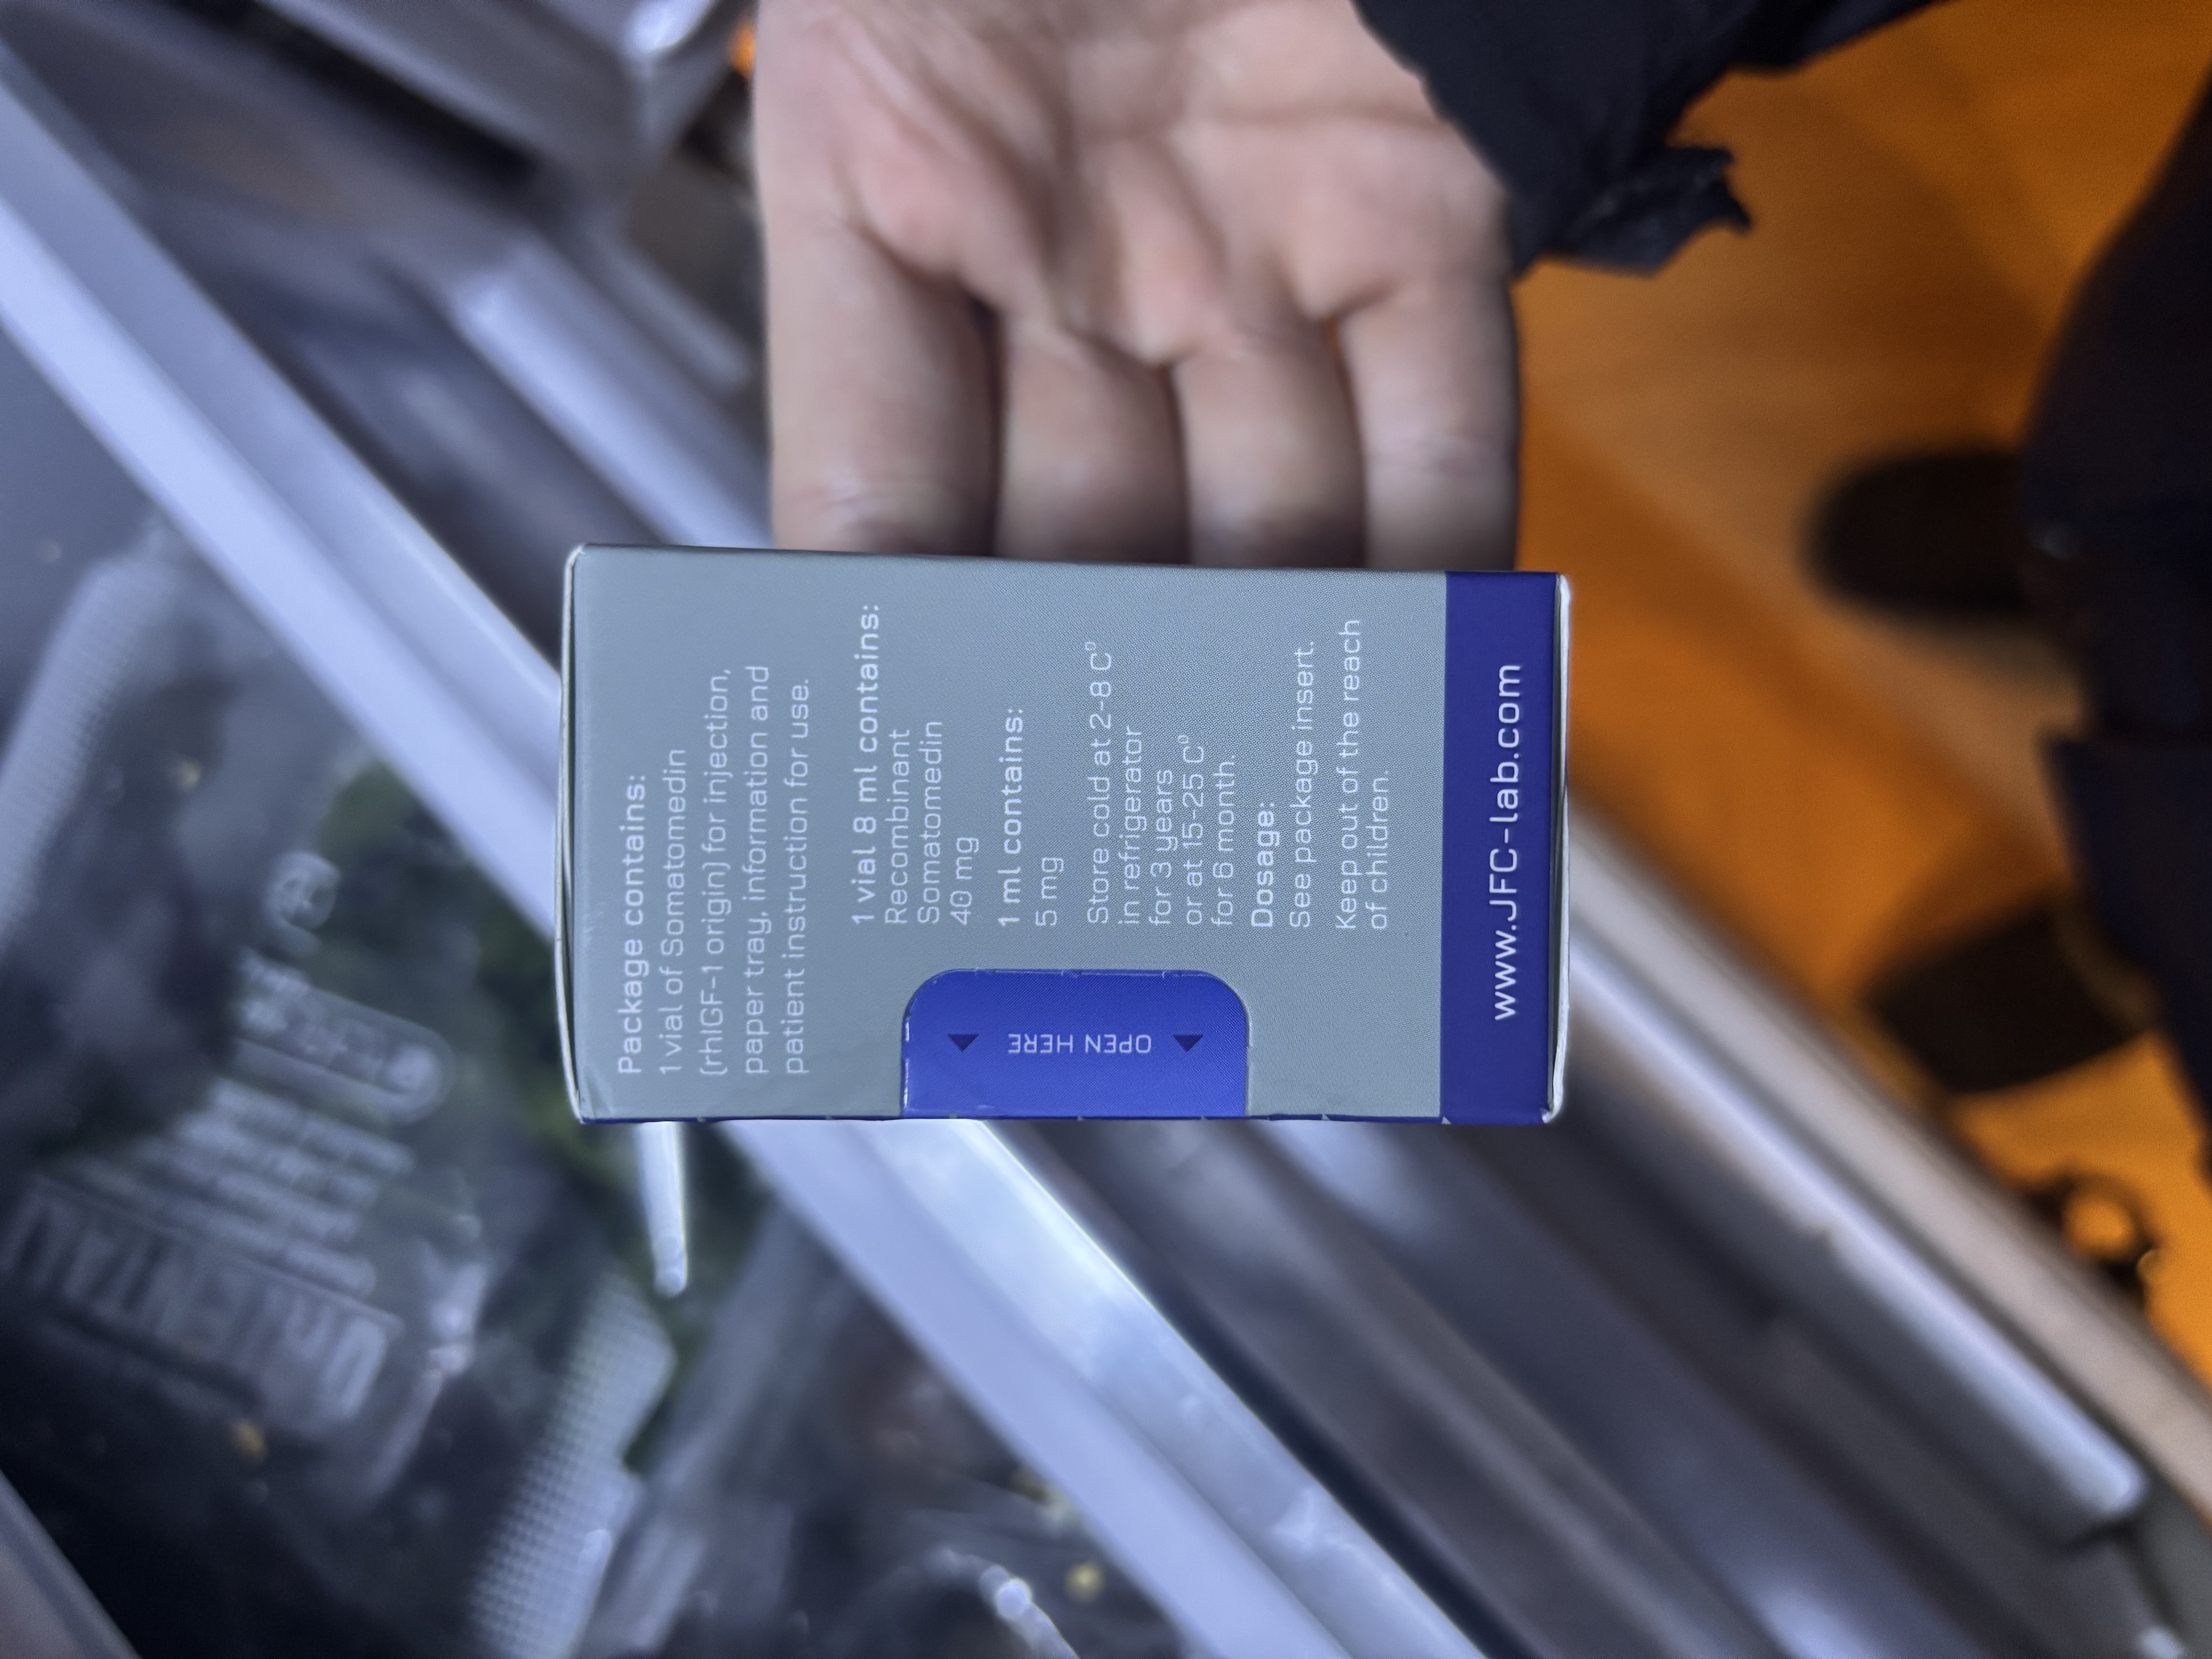 Package contains:
1 vial of Somatomedin
(rhIGF-1 origin) for injection,
paper tray, information and
patient instruction for use.
1 vial 8 ml contains:
Recombinant
Somatomedin
40 mg
1 ml contains:
5 mg
Store cold at 2-8 C⁰
in refrigerator
for 3 years
or at 15-25 C⁰
for 6 month.
Dosage:
See package insert.
Keep out of the reach
of children.
OPEN HERE
www.JFC-lab.com